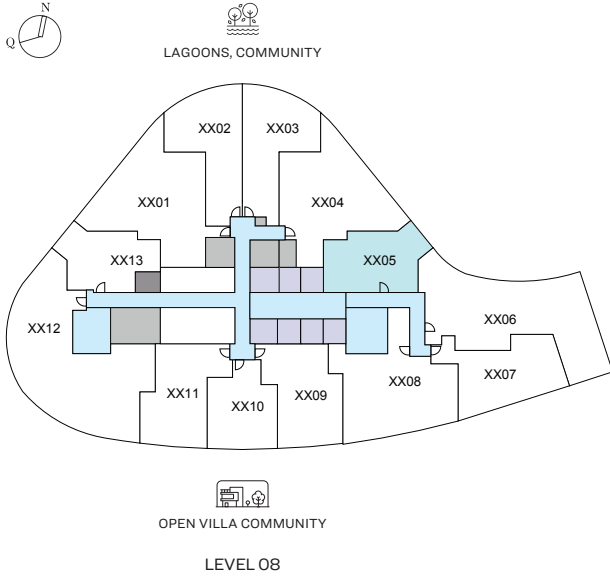 N
Q
LAGOONS, COMMUNITY
XX02
XX03
XX01
XX04
XX13
XX05
XX12
XX06
XX11
XX10
XX09
XX08
XX07
OPEN VILLA COMMUNITY
LEVEL 08